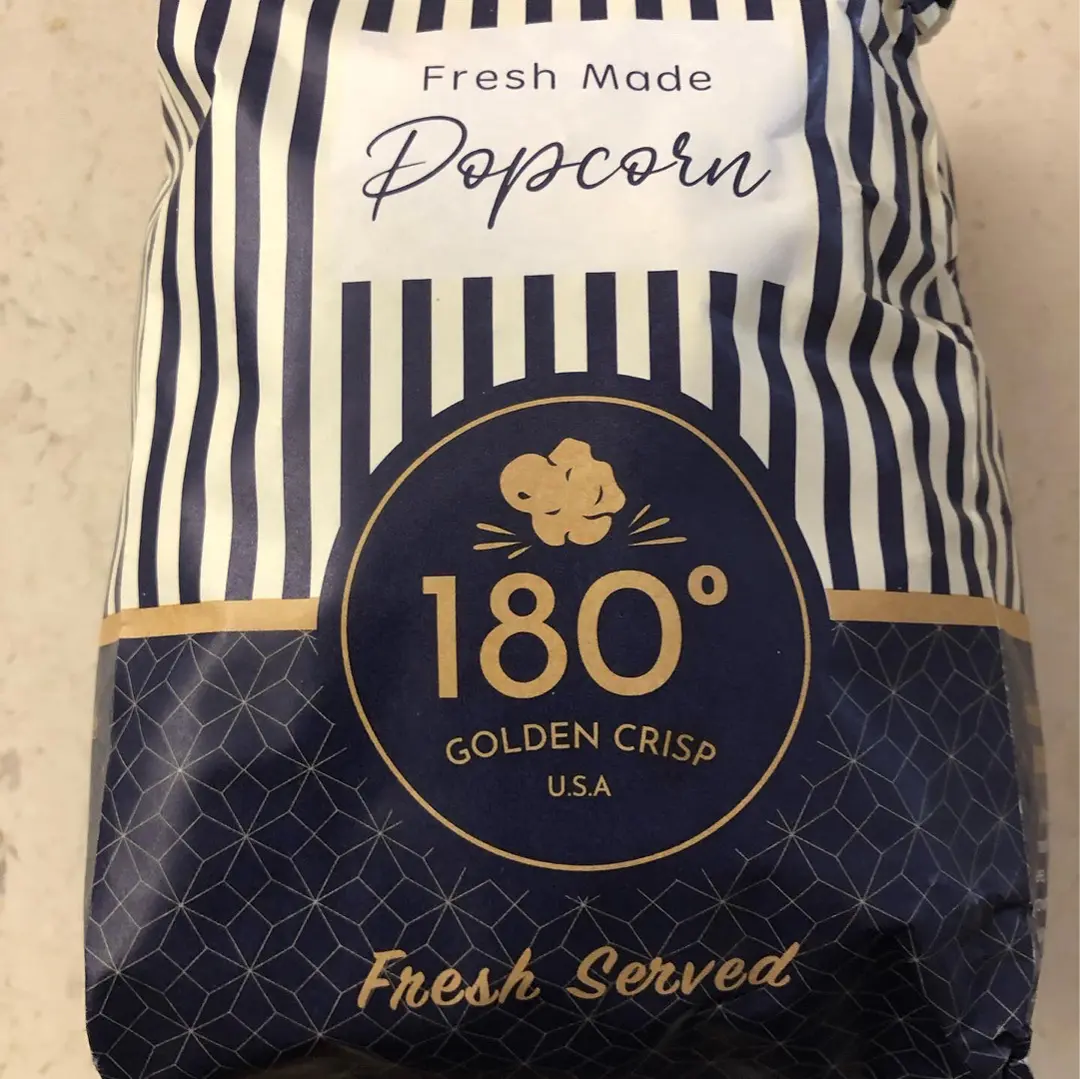 Fresh Made
Popcorn
180°
GOLDEN CRISP
U.S.A
Fresh Served